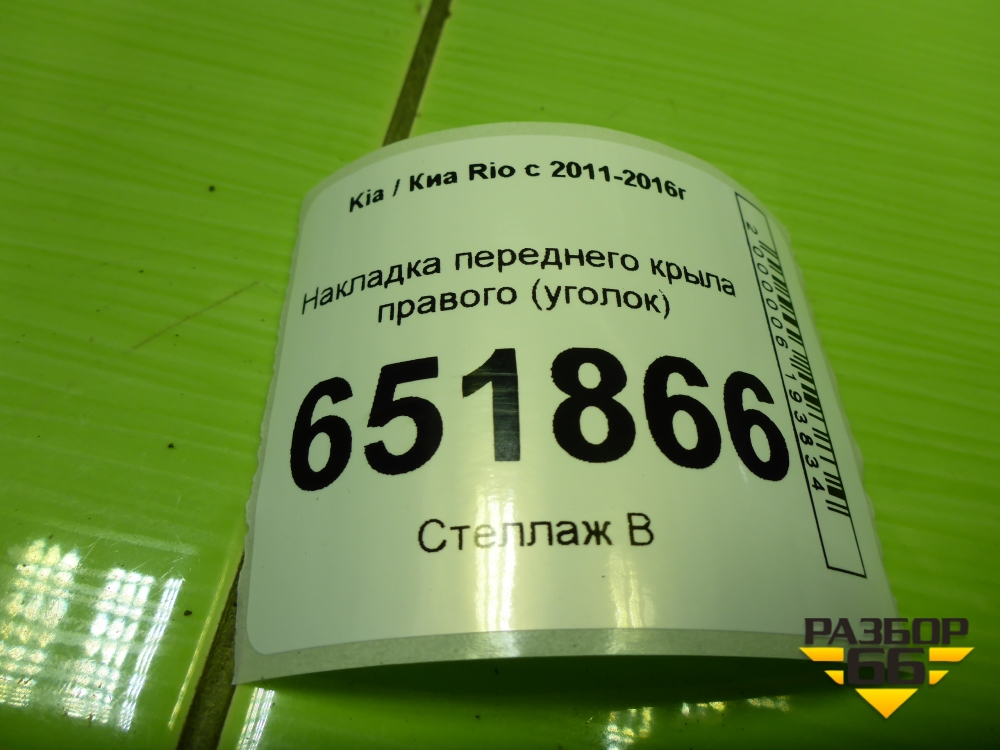 Kia / Киа Rio с 2011-2016г
Накладка переднего крыла
правого (уголок)
651866
Стеллаж В
2000006193834
РАЗБОР
66